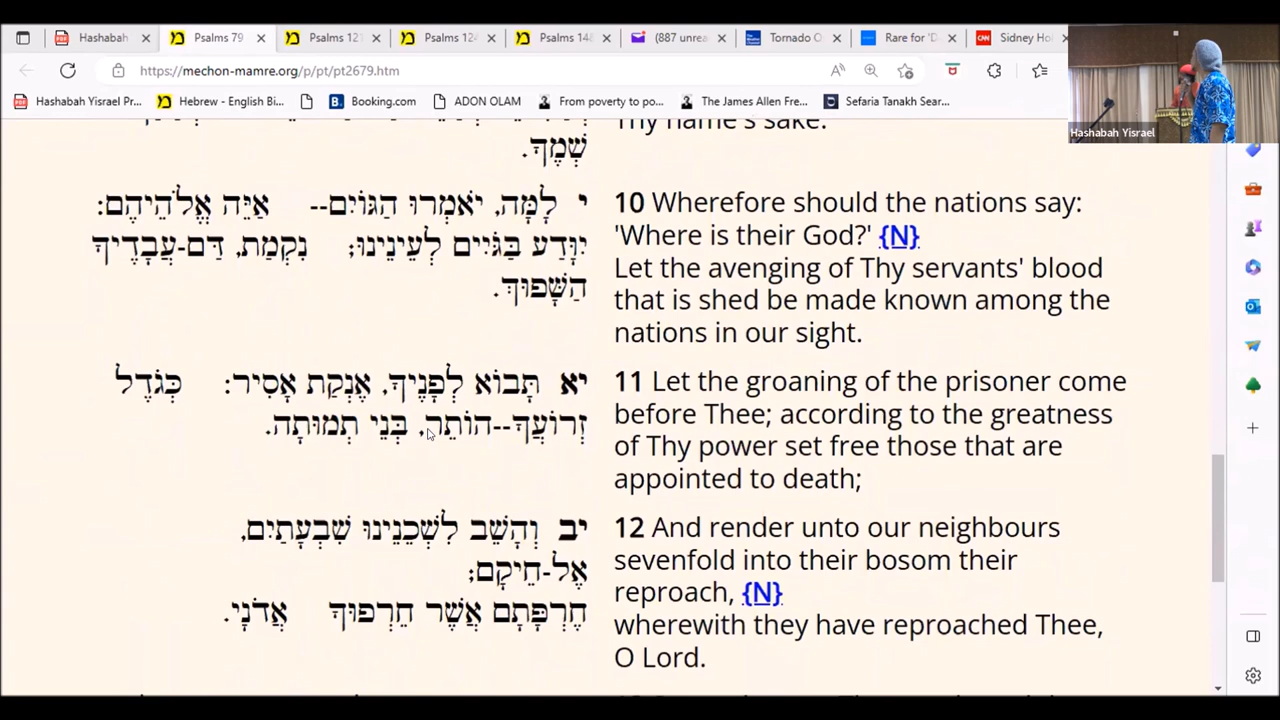 Hashabah
Psalms 79
Psalms 12
Psalms 124
Psalms 148
(887 unrea
Tornado O
Rare for 'D
Sidney Hol
https://mechon-mamre.org/p/pt/pt2679.htm
Hashabah Yisrael Pr...
Hebrew - English Bi...
Booking.com
ADON OLAM
From poverty to po...
The James Allen Fre...
Sefaria Tanakh Sear...
Hashabah Yisrael
שְׁמֶךָ.
Thy name's sake.
י לָמָּה, יֹאמְרוּ הַגּוֹיִם-- אַיֵּה אֱלֹהֵיהֶם:
יִוָּדַע בַּגֹּיִים לְעֵינֵינוּ; נִקְמַת, דַּם-עֲבָדֶיךָ
הַשָּׁפוּךְ.
10 Wherefore should the nations say:
'Where is their God?' {N}
Let the avenging of Thy servants' blood
that is shed be made known among the
nations in our sight.
יא תָּבוֹא לְפָנֶיךָ, אֶנְקַת אָסִיר: כְּגֹדֶל
זְרוֹעֲךָ--הוֹתֵר, בְּנֵי תְמוּתָה.
11 Let the groaning of the prisoner come
before Thee; according to the greatness
of Thy power set free those that are
appointed to death;
יב וְהָשֵׁב לִשְׁכֵנֵינוּ שִׁבְעָתַיִם,
אֶל-חֵיקָם;
חֶרְפָּתָם אֲשֶׁר חֵרְפוּךָ אֲדֹנָי.
12 And render unto our neighbours
sevenfold into their bosom their
reproach, {N}
wherewith they have reproached Thee,
O Lord.